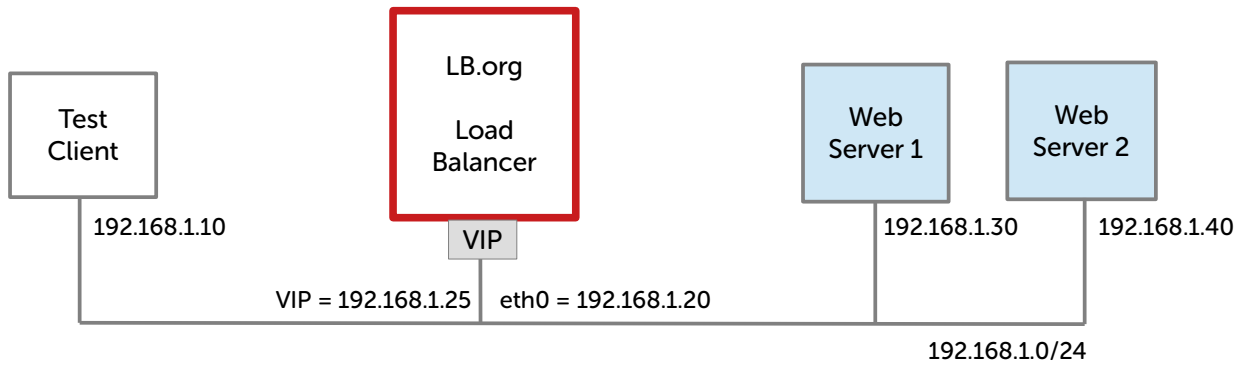 LB.org
Load
Balancer
Test
Client
Web
Server 1
Web
Server 2
VIP
192.168.1.10
192.168.1.30
192.168.1.40
VIP = 192.168.1.25
eth0 = 192.168.1.20
192.168.1.0/24